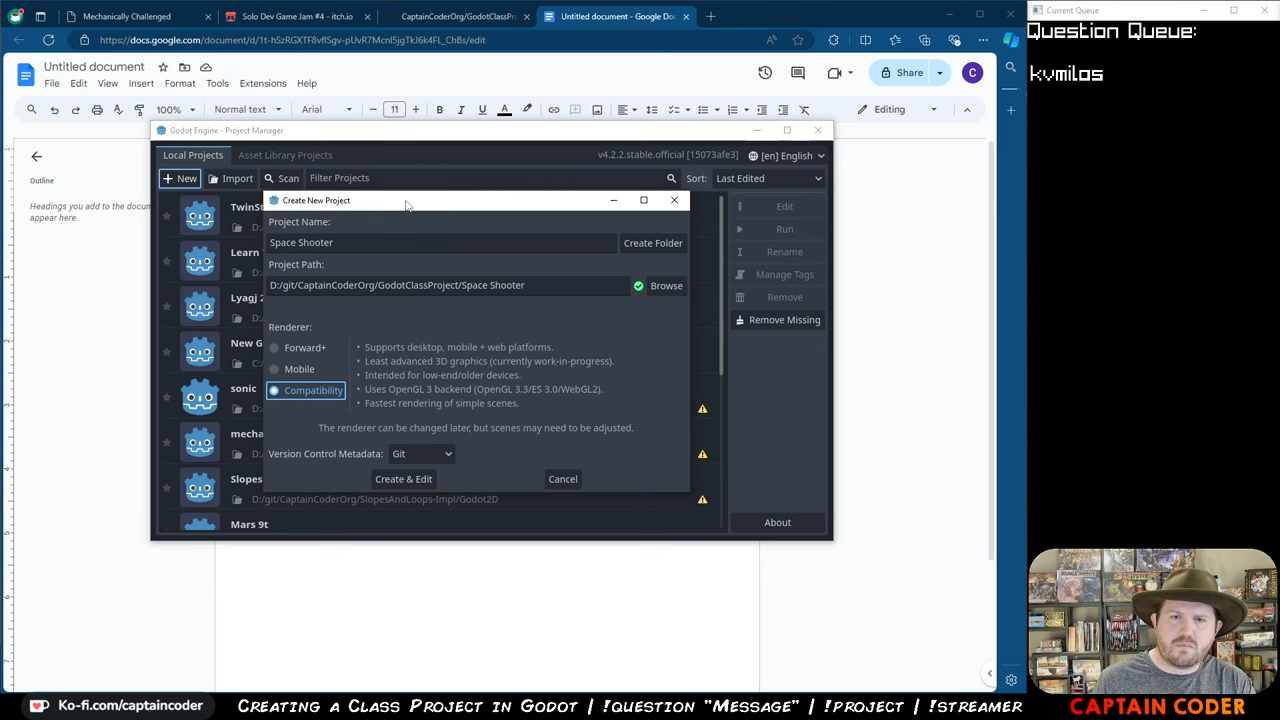 Mechanically Challenged
Solo Dev Game Jam #4 - itch.io
CaptainCoderOrg/GodotClassPr
Untitled document - Google Doc
Current Queue
https://docs.google.com/document/d/1t-hSzRGXTF8vflSgv-pUvR7McnI5jgTkJ6k4FL_Ch8s/edit
Question Queue:
kvmilos
Untitled document
File Edit View Insert Format Tools Extensions Help
Share
C
100% Normal text Arial 11 Editing
Godot Engine - Project Manager
Local Projects Asset Library Projects v4.2.2.stable.official [15073afe3] [en] English
Outline
Headings you add to the docu
appear here.
New Import Scan Filter Projects Sort: Last Edited
Create New Project
Project Name:
Space Shooter Create Folder
Project Path:
D:/git/CaptainCoderOrg/GodotClassProject/Space Shooter Browse
Renderer:
Forward+
Mobile
Compatibility
• Supports desktop, mobile + web platforms.
• Least advanced 3D graphics (currently work-in-progress).
• Intended for low-end/older devices.
• Uses OpenGL 3 backend (OpenGL 3.3/ES 3.0/WebGL2).
• Fastest rendering of simple scenes.
The renderer can be changed later, but scenes may need to be adjusted.
Version Control Metadata: Git
Create & Edit Cancel
TwinSt
D:
Learn
D:
Lyagj 2
D:
New G
C:/
sonic
mecha
Slopes
D:/git/CaptainCoderOrg/SlopesAndLoops-Impl/Godot2D
Mars 9t
Edit
Run
Rename
Manage Tags
Remove
Remove Missing
About
Ko-fi.com/captaincoder
Creating a Class Project in Godot | !question "Message" | !project | !streamer
CAPTAIN CODER